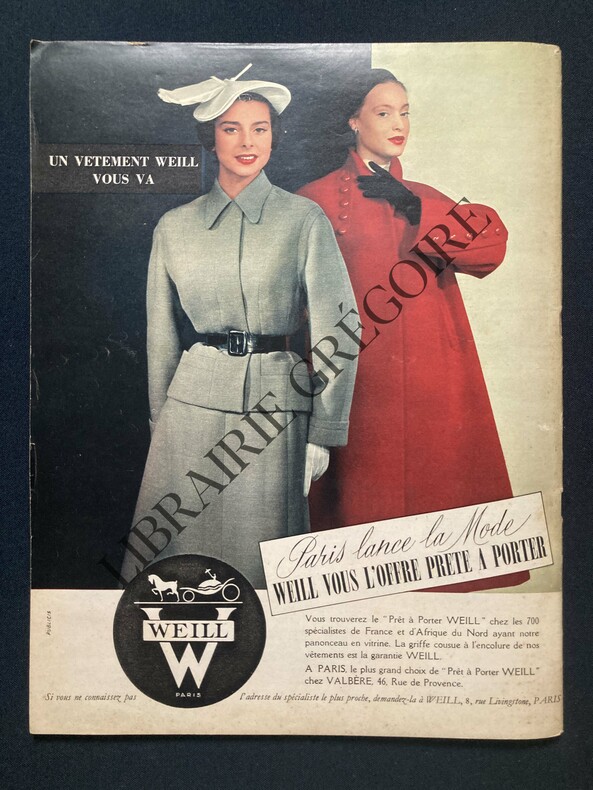 UN VETEMENT WEILL
VOUS VA
LIBRAIRIE GRÉGOIRE
Paris lance la Mode
WEILL VOUS L'OFFRE PRETE A PORTER
WEILL
W
PARIS
PUBLICIA
Vous trouverez le "Prêt à Porter WEILL" chez les 700
spécialistes de France et d'Afrique du Nord ayant notre
panonceau en vitrine. La griffe cousue à l'encolure de nos
vêtements est la garantie WEILL.
A PARIS, le plus grand choix de "Prêt à Porter WEILL"
chez VALBÈRE, 46, Rue de Provence.
Si vous ne connaissez pas l'adresse du spécialiste le plus proche, demandez-la à WEILL, 8, rue Livingstone, PARIS